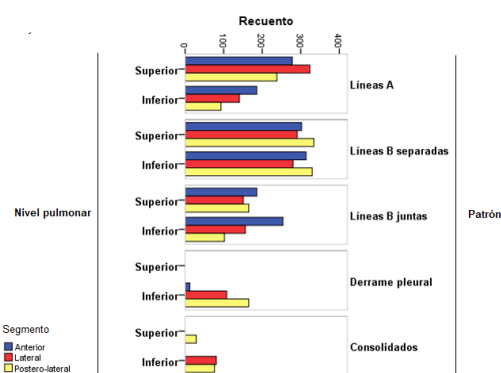 Recuento
0
100
200
300
400
Superior
Inferior
Líneas A
Superior
Inferior
Líneas B separadas
Superior
Inferior
Líneas B juntas
Superior
Inferior
Derrame pleural
Superior
Inferior
Consolidados
Nivel pulmonar
Patrón
Segmento
Anterior
Lateral
Postero-lateral